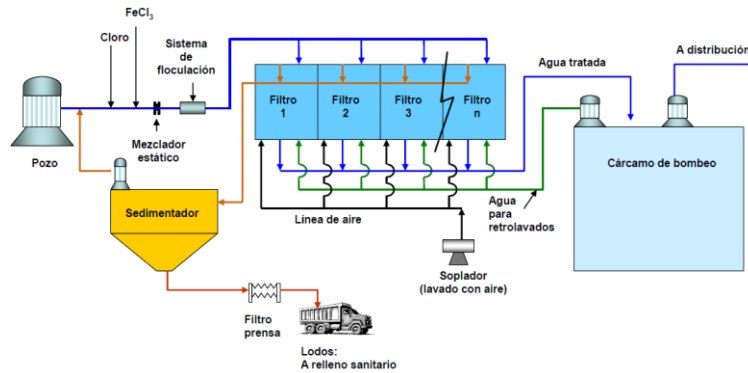 FeCl3
Cloro
Sistema
de
floculación
Mezclador
estático
Pozo
Filtro
1
Filtro
2
Filtro
3
Filtro
n
Agua tratada
A distribución
Cárcamo de bombeo
Sedimentador
Línea de aire
Agua
para
retrolavados
Soplador
(lavado con aire)
Filtro
prensa
Lodos:
A relleno sanitario